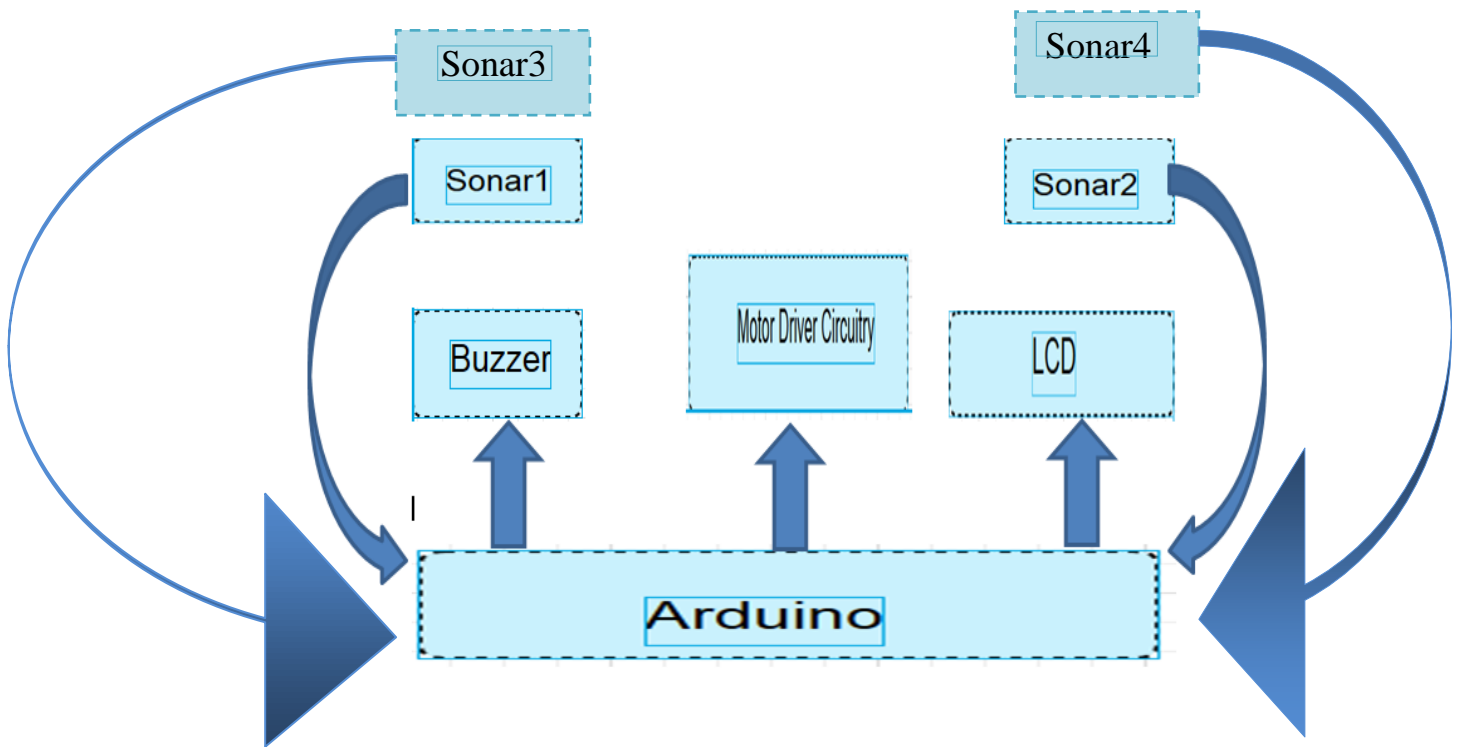 Sonar3
Sonar4
Sonar1
Sonar2
Buzzer
Motor Driver Circuitry
LCD
Arduino